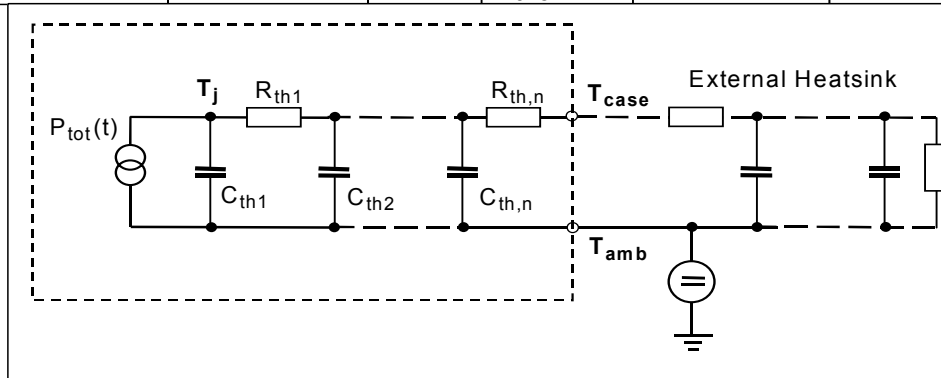 External Heatsink
T_j
R_th1
R_th,n
T_case
P_tot(t)
C_th1
C_th2
C_th,n
T_amb